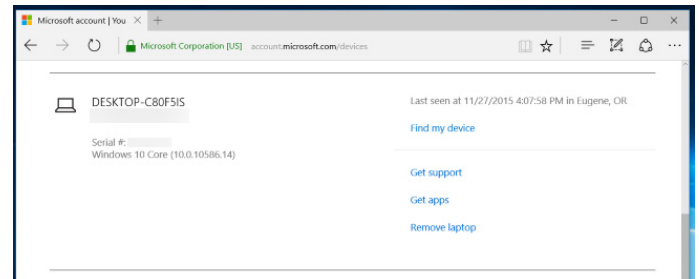 Microsoft account | You
Microsoft Corporation [US] account.microsoft.com/devices
DESKTOP-C80F5IS
Serial #:
Windows 10 Core (10.0.10586.14)
Last seen at 11/27/2015 4:07:58 PM in Eugene, OR
Find my device
Get support
Get apps
Remove laptop